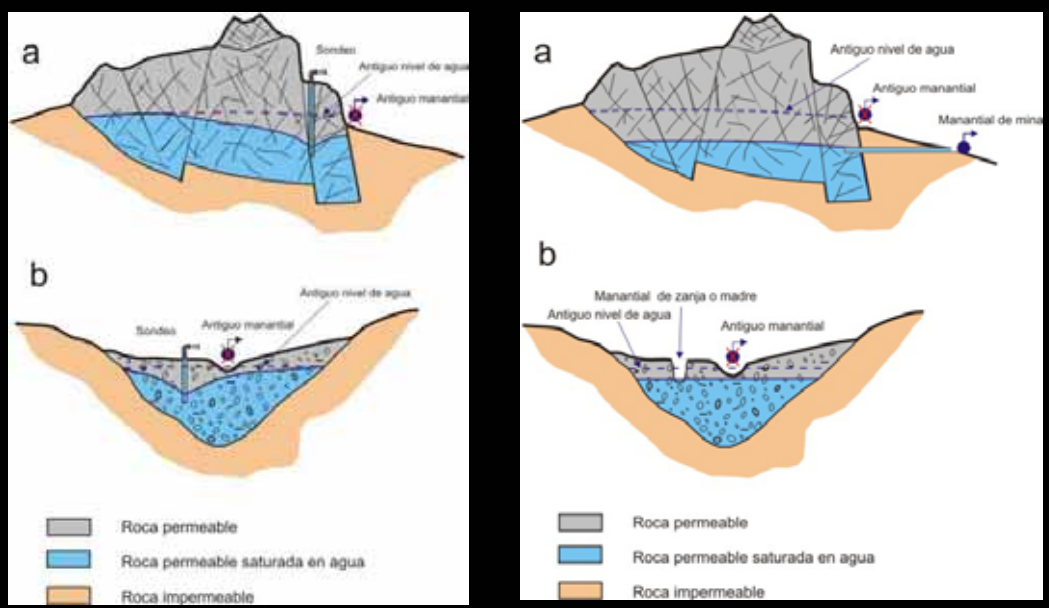 a
Sondeo
Antiguo nivel de agua
Antiguo manantial
b
Antiguo nivel de agua
Sondeo
Antiguo manantial
Roca permeable
Roca permeable saturada en agua
Roca impermeable
a
Antiguo nivel de agua
Antiguo manantial
Manantial de mina
b
Manantial de zanja o madre
Antiguo nivel de agua
Antiguo manantial
Roca permeable
Roca permeable saturada en agua
Roca impermeable